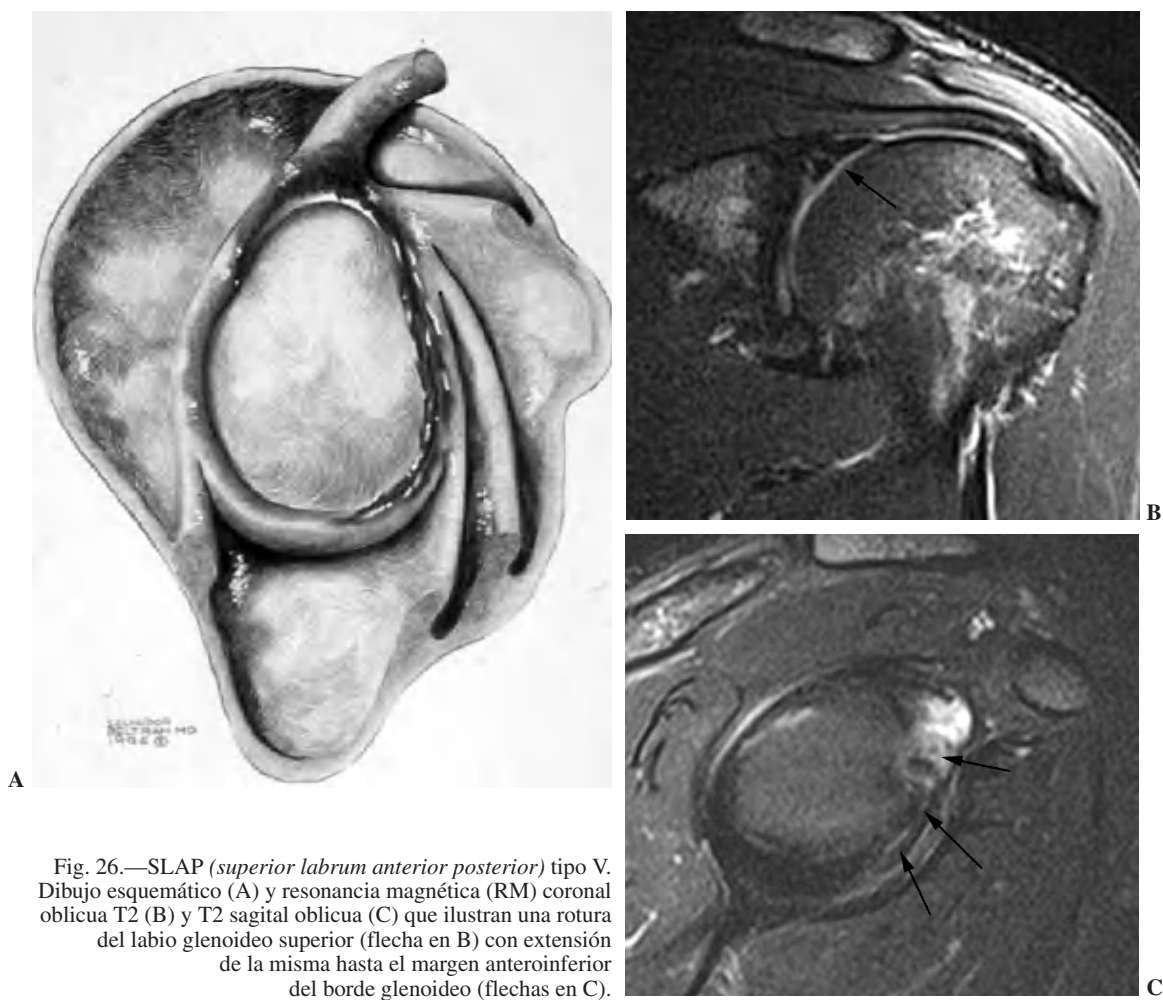 A
B
C
BELTRAN MD
Fig. 26.—SLAP (superior labrum anterior posterior) tipo V.
Dibujo esquemático (A) y resonancia magnética (RM) coronal
oblicua T2 (B) y T2 sagital oblicua (C) que ilustran una rotura
del labio glenoideo superior (flecha en B) con extensión
de la misma hasta el margen anteroinferior
del borde glenoideo (flechas en C).